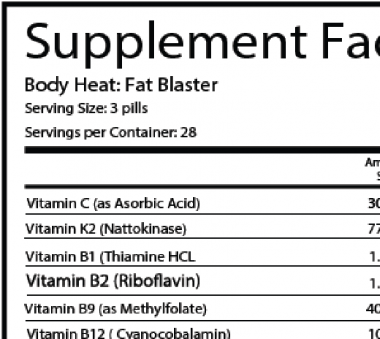 Supplement Fac
Body Heat: Fat Blaster
Serving Size: 3 pills
Servings per Container: 28
Am
S
Vitamin C (as Asorbic Acid) 30
Vitamin K2 (Nattokinase) 77
Vitamin B1 (Thiamine HCL 1.
Vitamin B2 (Riboflavin) 1.
Vitamin B9 (as Methylfolate) 40
Vitamin B12 ( Cyanocobalamin) 10